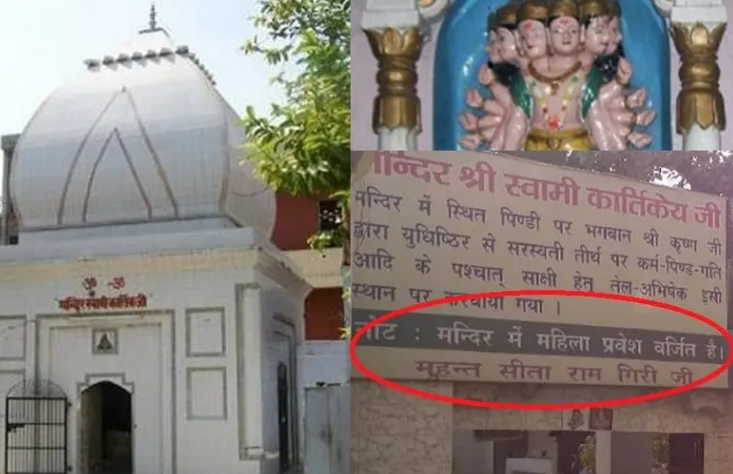 ॐ ॐ
मन्दिर स्वामी कार्तिक जी
मन्दिर श्री स्वामी कार्तिकेय जी
मन्दिर में स्थित पिण्डी पर भगवान श्री कृष्ण जी
द्वारा युधिष्ठिर से सरस्वती तीर्थ पर कर्म-पिण्ड-गति
आदि के पश्चात् साक्षी हेतु तेल-अभिषेक इसी
स्थान पर करवाया गया ।
नोट : मन्दिर में महिला प्रवेश वर्जित है।
मुहन्त सीता राम गिरी जी